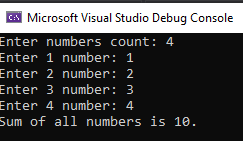 C:\
Microsoft Visual Studio Debug Console
Enter numbers count: 4
Enter 1 number: 1
Enter 2 number: 2
Enter 3 number: 3
Enter 4 number: 4
Sum of all numbers is 10.